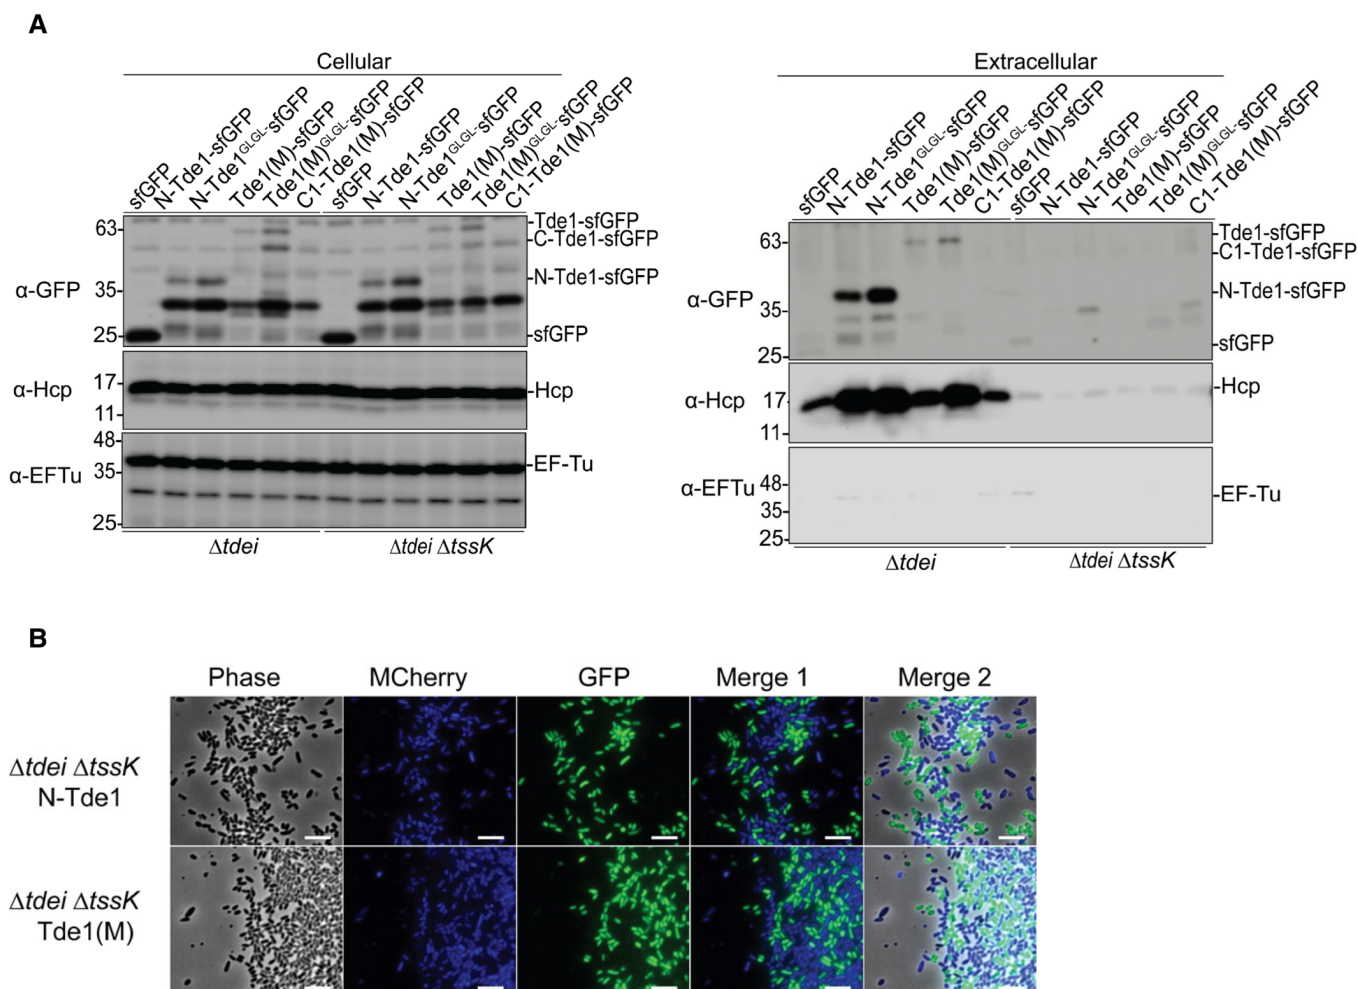 A
Cellular
sfGFP
N-Tde1-sfGFP
N-Tde1GLGL-sfGFP
Tde1(M)-sfGFP
Tde1(M)GLGL-sfGFP
C1-Tde1(M)-sfGFP
sfGFP
N-Tde1-sfGFP
N-Tde1GLGL-sfGFP
Tde1(M)-sfGFP
Tde1(M)GLGL-sfGFP
C1-Tde1(M)-sfGFP
α-GFP
63-
35-
25-
-Tde1-sfGFP
-C-Tde1-sfGFP
-N-Tde1-sfGFP
-sfGFP
α-Hcp
17-
11-
-Hcp
α-EFTu
48-
35-
25-
-EF-Tu
Δtdei
Δtdei ΔtssK
Extracellular
sfGFP
N-Tde1-sfGFP
N-Tde1GLGL-sfGFP
Tde1(M)-sfGFP
Tde1(M)GLGL-sfGFP
C1-Tde1(M)-sfGFP
sfGFP
N-Tde1-sfGFP
N-Tde1GLGL-sfGFP
Tde1(M)-sfGFP
Tde1(M)GLGL-sfGFP
C1-Tde1(M)-sfGFP
α-GFP
63-
35-
25-
Tde1-sfGFP
-C1-Tde1-sfGFP
-N-Tde1-sfGFP
-sfGFP
α-Hcp
17-
11-
-Hcp
α-EFTu
48-
35-
25-
-EF-Tu
Δtdei
Δtdei ΔtssK
B
Phase MCherry GFP Merge 1 Merge 2
Δtdei ΔtssK
N-Tde1
Δtdei ΔtssK
Tde1(M)